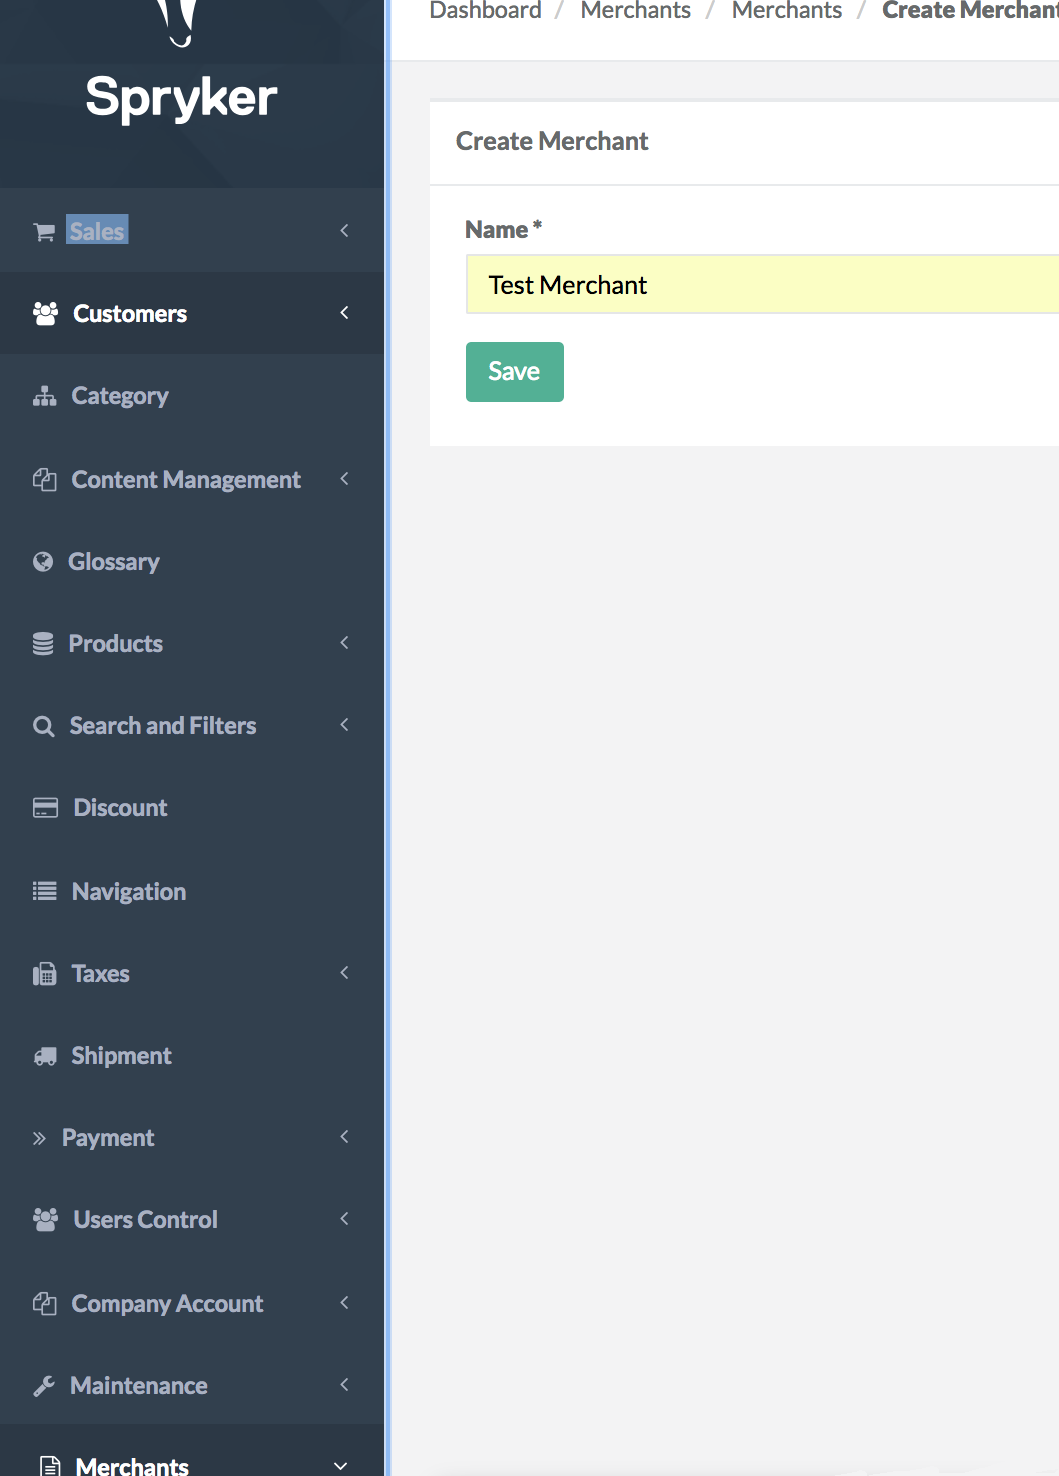 Spryker
Sales
Customers
Category
Content Management
Glossary
Products
Search and Filters
Discount
Navigation
Taxes
Shipment
Payment
Users Control
Company Account
Maintenance
Merchants
Dashboard / Merchants / Merchants / Create Merchant
Create Merchant
Name *
Test Merchant
Save